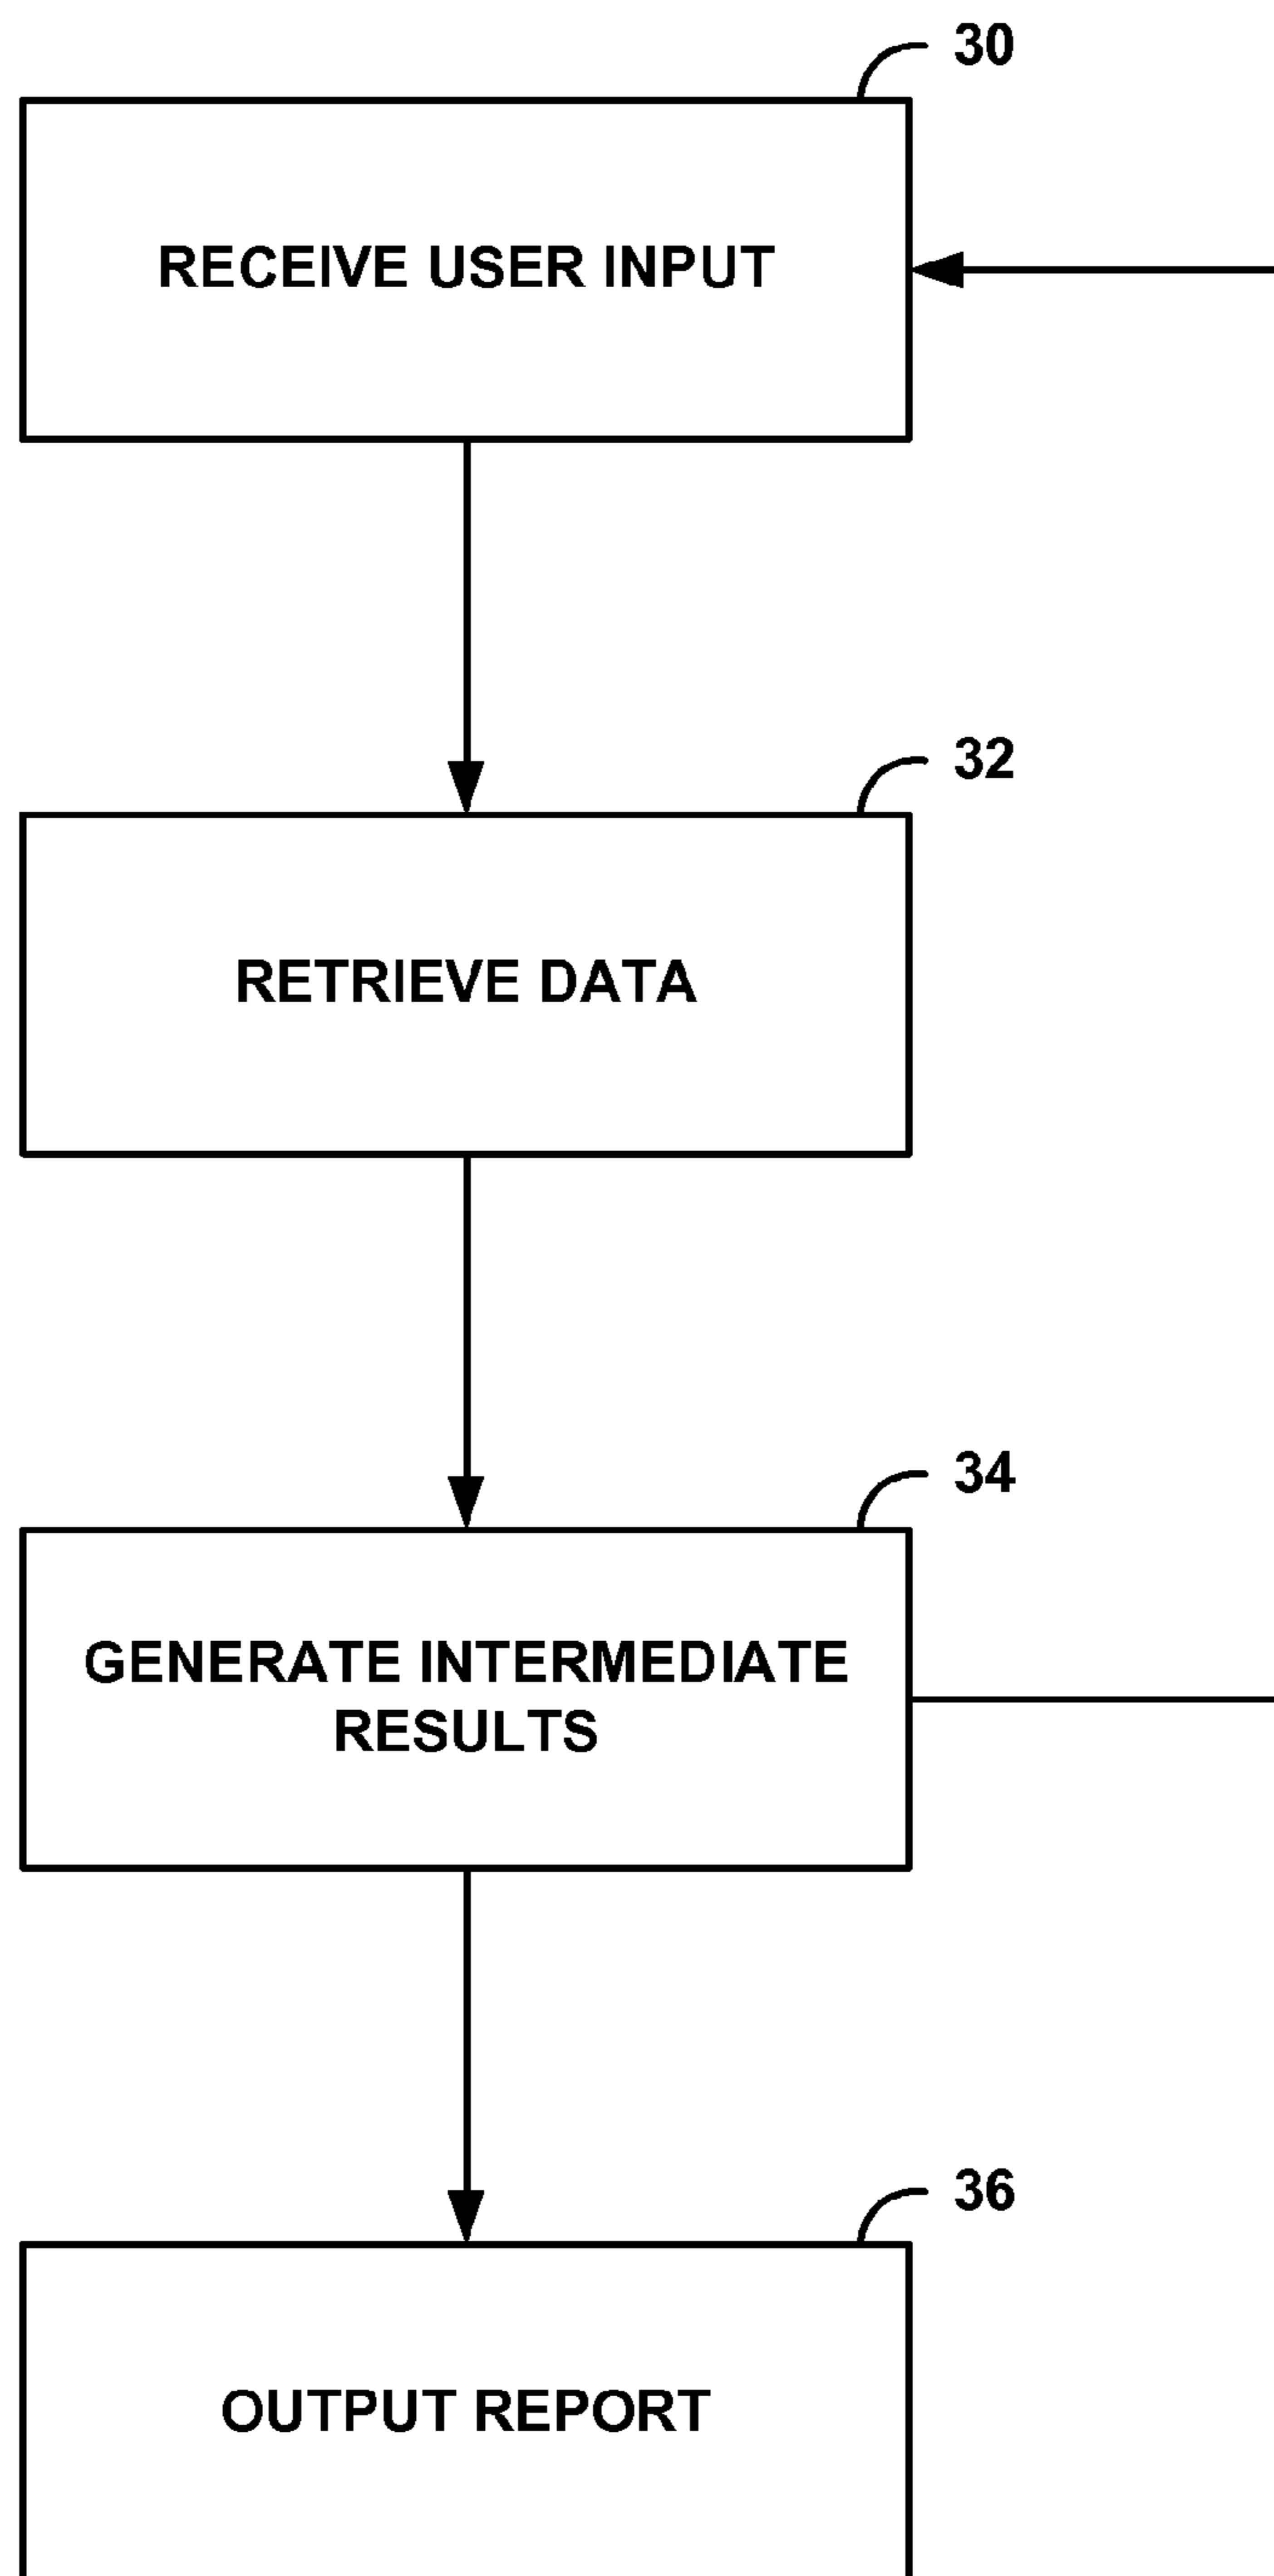 30
RECEIVE USER INPUT
32
RETRIEVE DATA
34
GENERATE INTERMEDIATE
RESULTS
36
OUTPUT REPORT